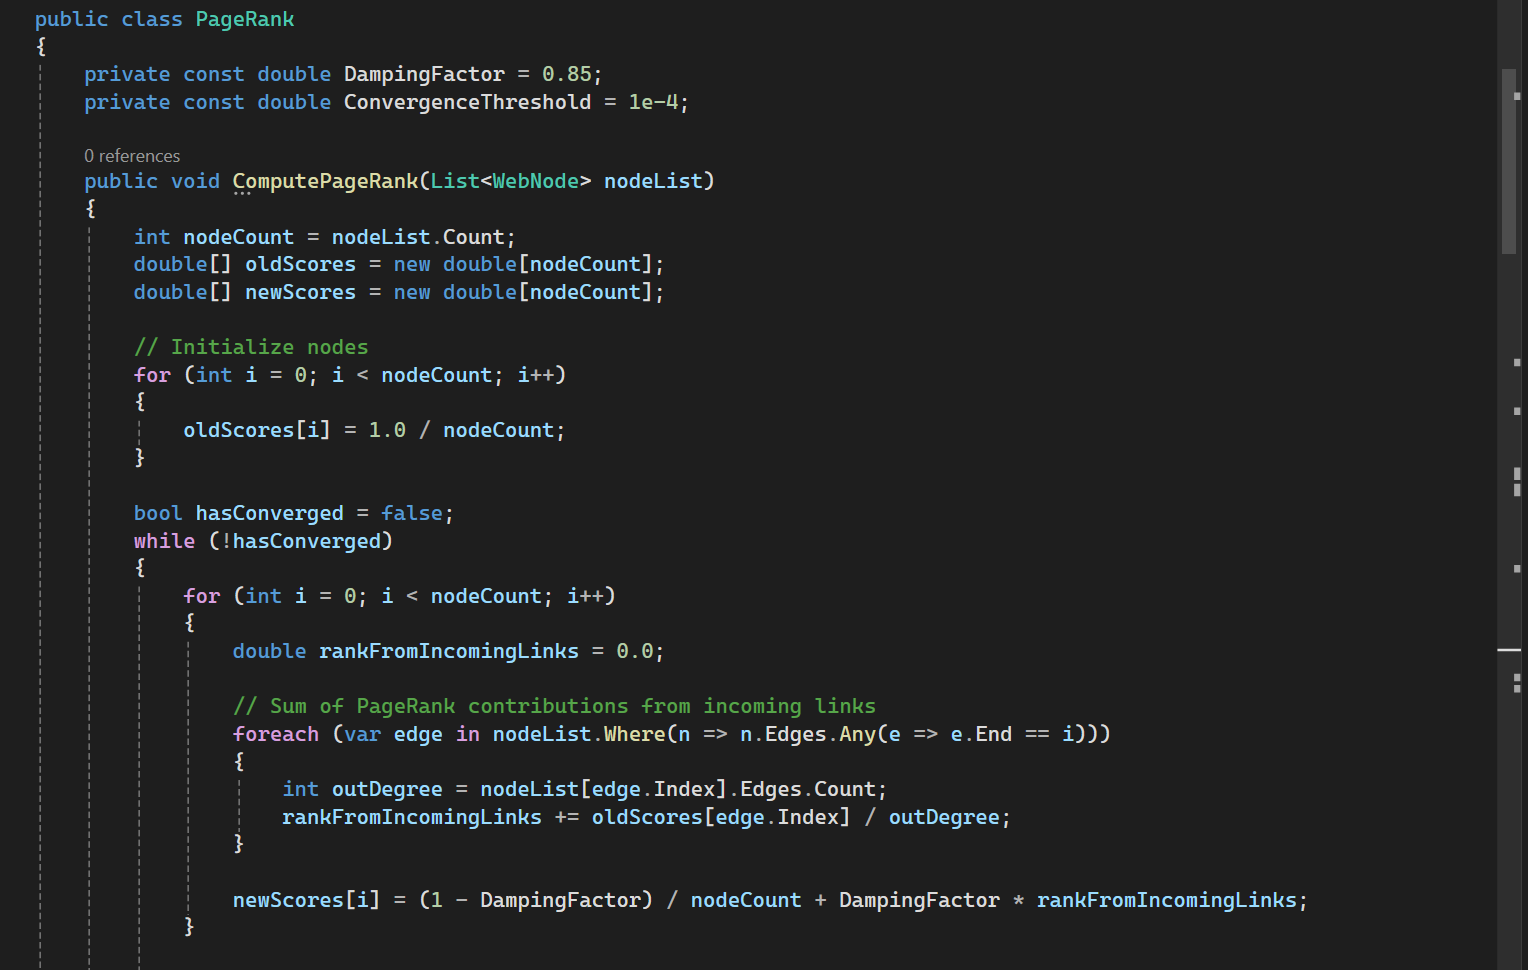 public class PageRank
{
private const double DampingFactor = 0.85;
private const double ConvergenceThreshold = 1e-4;
0 references
public void ComputePageRank(List<WebNode> nodeList)
{
int nodeCount = nodeList.Count;
double[] oldScores = new double[nodeCount];
double[] newScores = new double[nodeCount];
// Initialize nodes
for (int i = 0; i < nodeCount; i++)
{
oldScores[i] = 1.0 / nodeCount;
}
bool hasConverged = false;
while (!hasConverged)
{
for (int i = 0; i < nodeCount; i++)
{
double rankFromIncomingLinks = 0.0;
// Sum of PageRank contributions from incoming links
foreach (var edge in nodeList.Where(n => n.Edges.Any(e => e.End == i)))
{
int outDegree = nodeList[edge.Index].Edges.Count;
rankFromIncomingLinks += oldScores[edge.Index] / outDegree;
}
newScores[i] = (1 - DampingFactor) / nodeCount + DampingFactor * rankFromIncomingLinks;
}